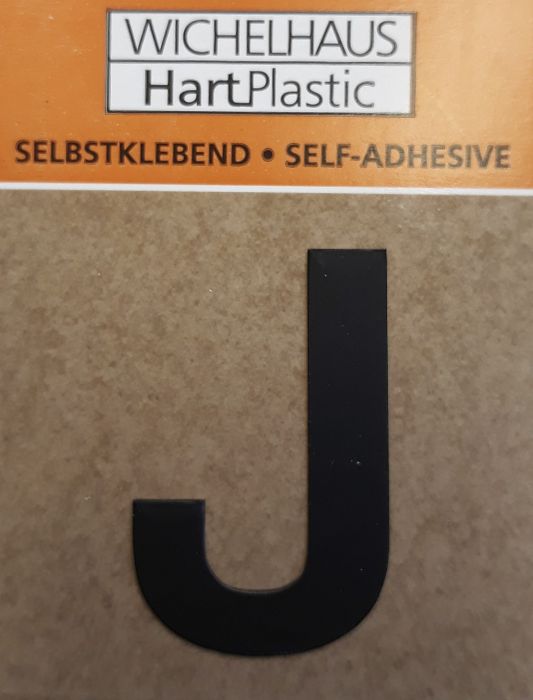 WICHELHAUS
HartPlastic
SELBSTKLEBEND • SELF-ADHESIVE
J